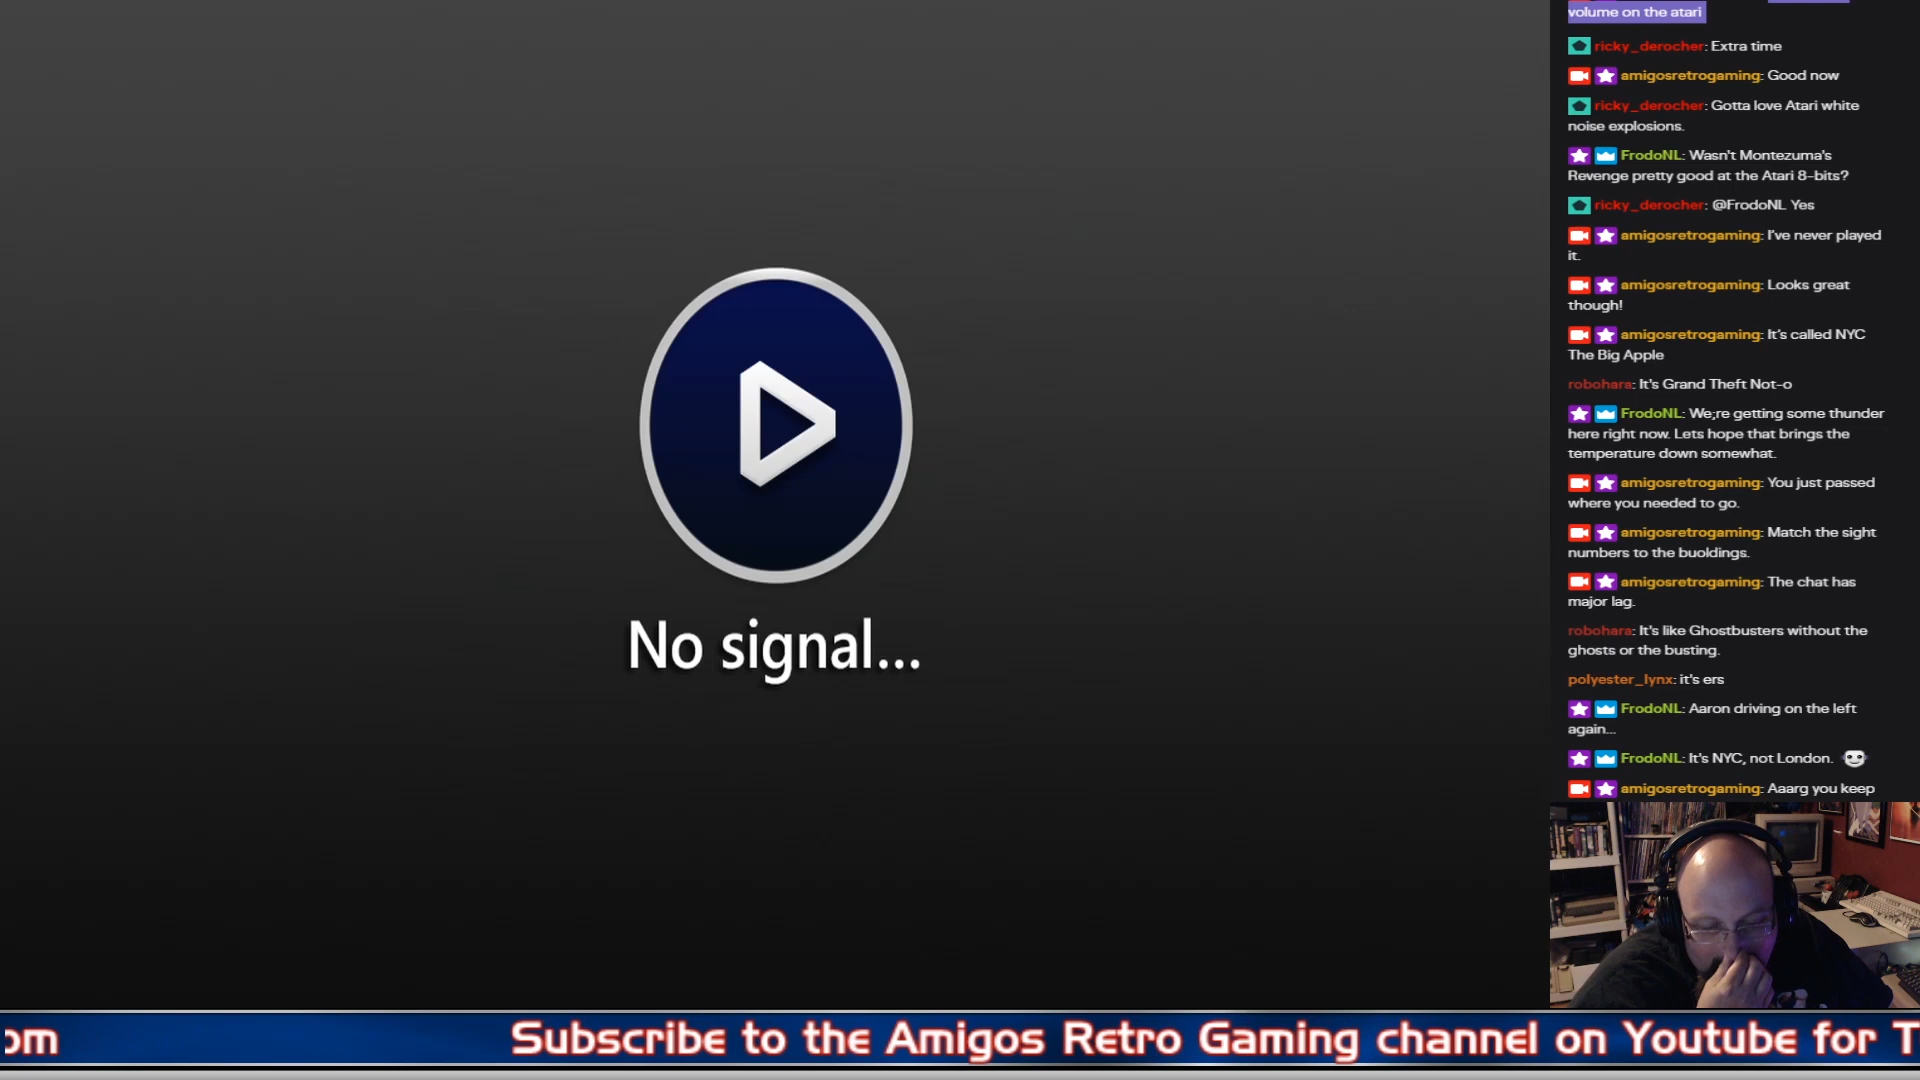 volume on the atari
ricky_derocher: Extra time
amigosretrogaming: Good now
ricky_derocher: Gotta love Atari white
noise explosions.
FrodoNL: Wasn't Montezuma's
Revenge pretty good at the Atari 8-bits?
ricky_derocher: @FrodoNL Yes
amigosretrogaming: I've never played
it.
amigosretrogaming: Looks great
though!
amigosretrogaming: It's called NYC
The Big Apple
robohara: It's Grand Theft Not-o
FrodoNL: We;re getting some thunder
here right now. Lets hope that brings the
temperature down somewhat.
amigosretrogaming: You just passed
where you needed to go.
amigosretrogaming: Match the sight
numbers to the buoldings.
amigosretrogaming: The chat has
major lag.
robohara: It's like Ghostbusters without the
ghosts or the busting.
polyester_lynx: it's ers
FrodoNL: Aaron driving on the left
again...
FrodoNL: It's NYC, not London.
amigosretrogaming: Aaarg you keep
No signal...
om
Subscribe to the Amigos Retro Gaming channel on Youtube for T